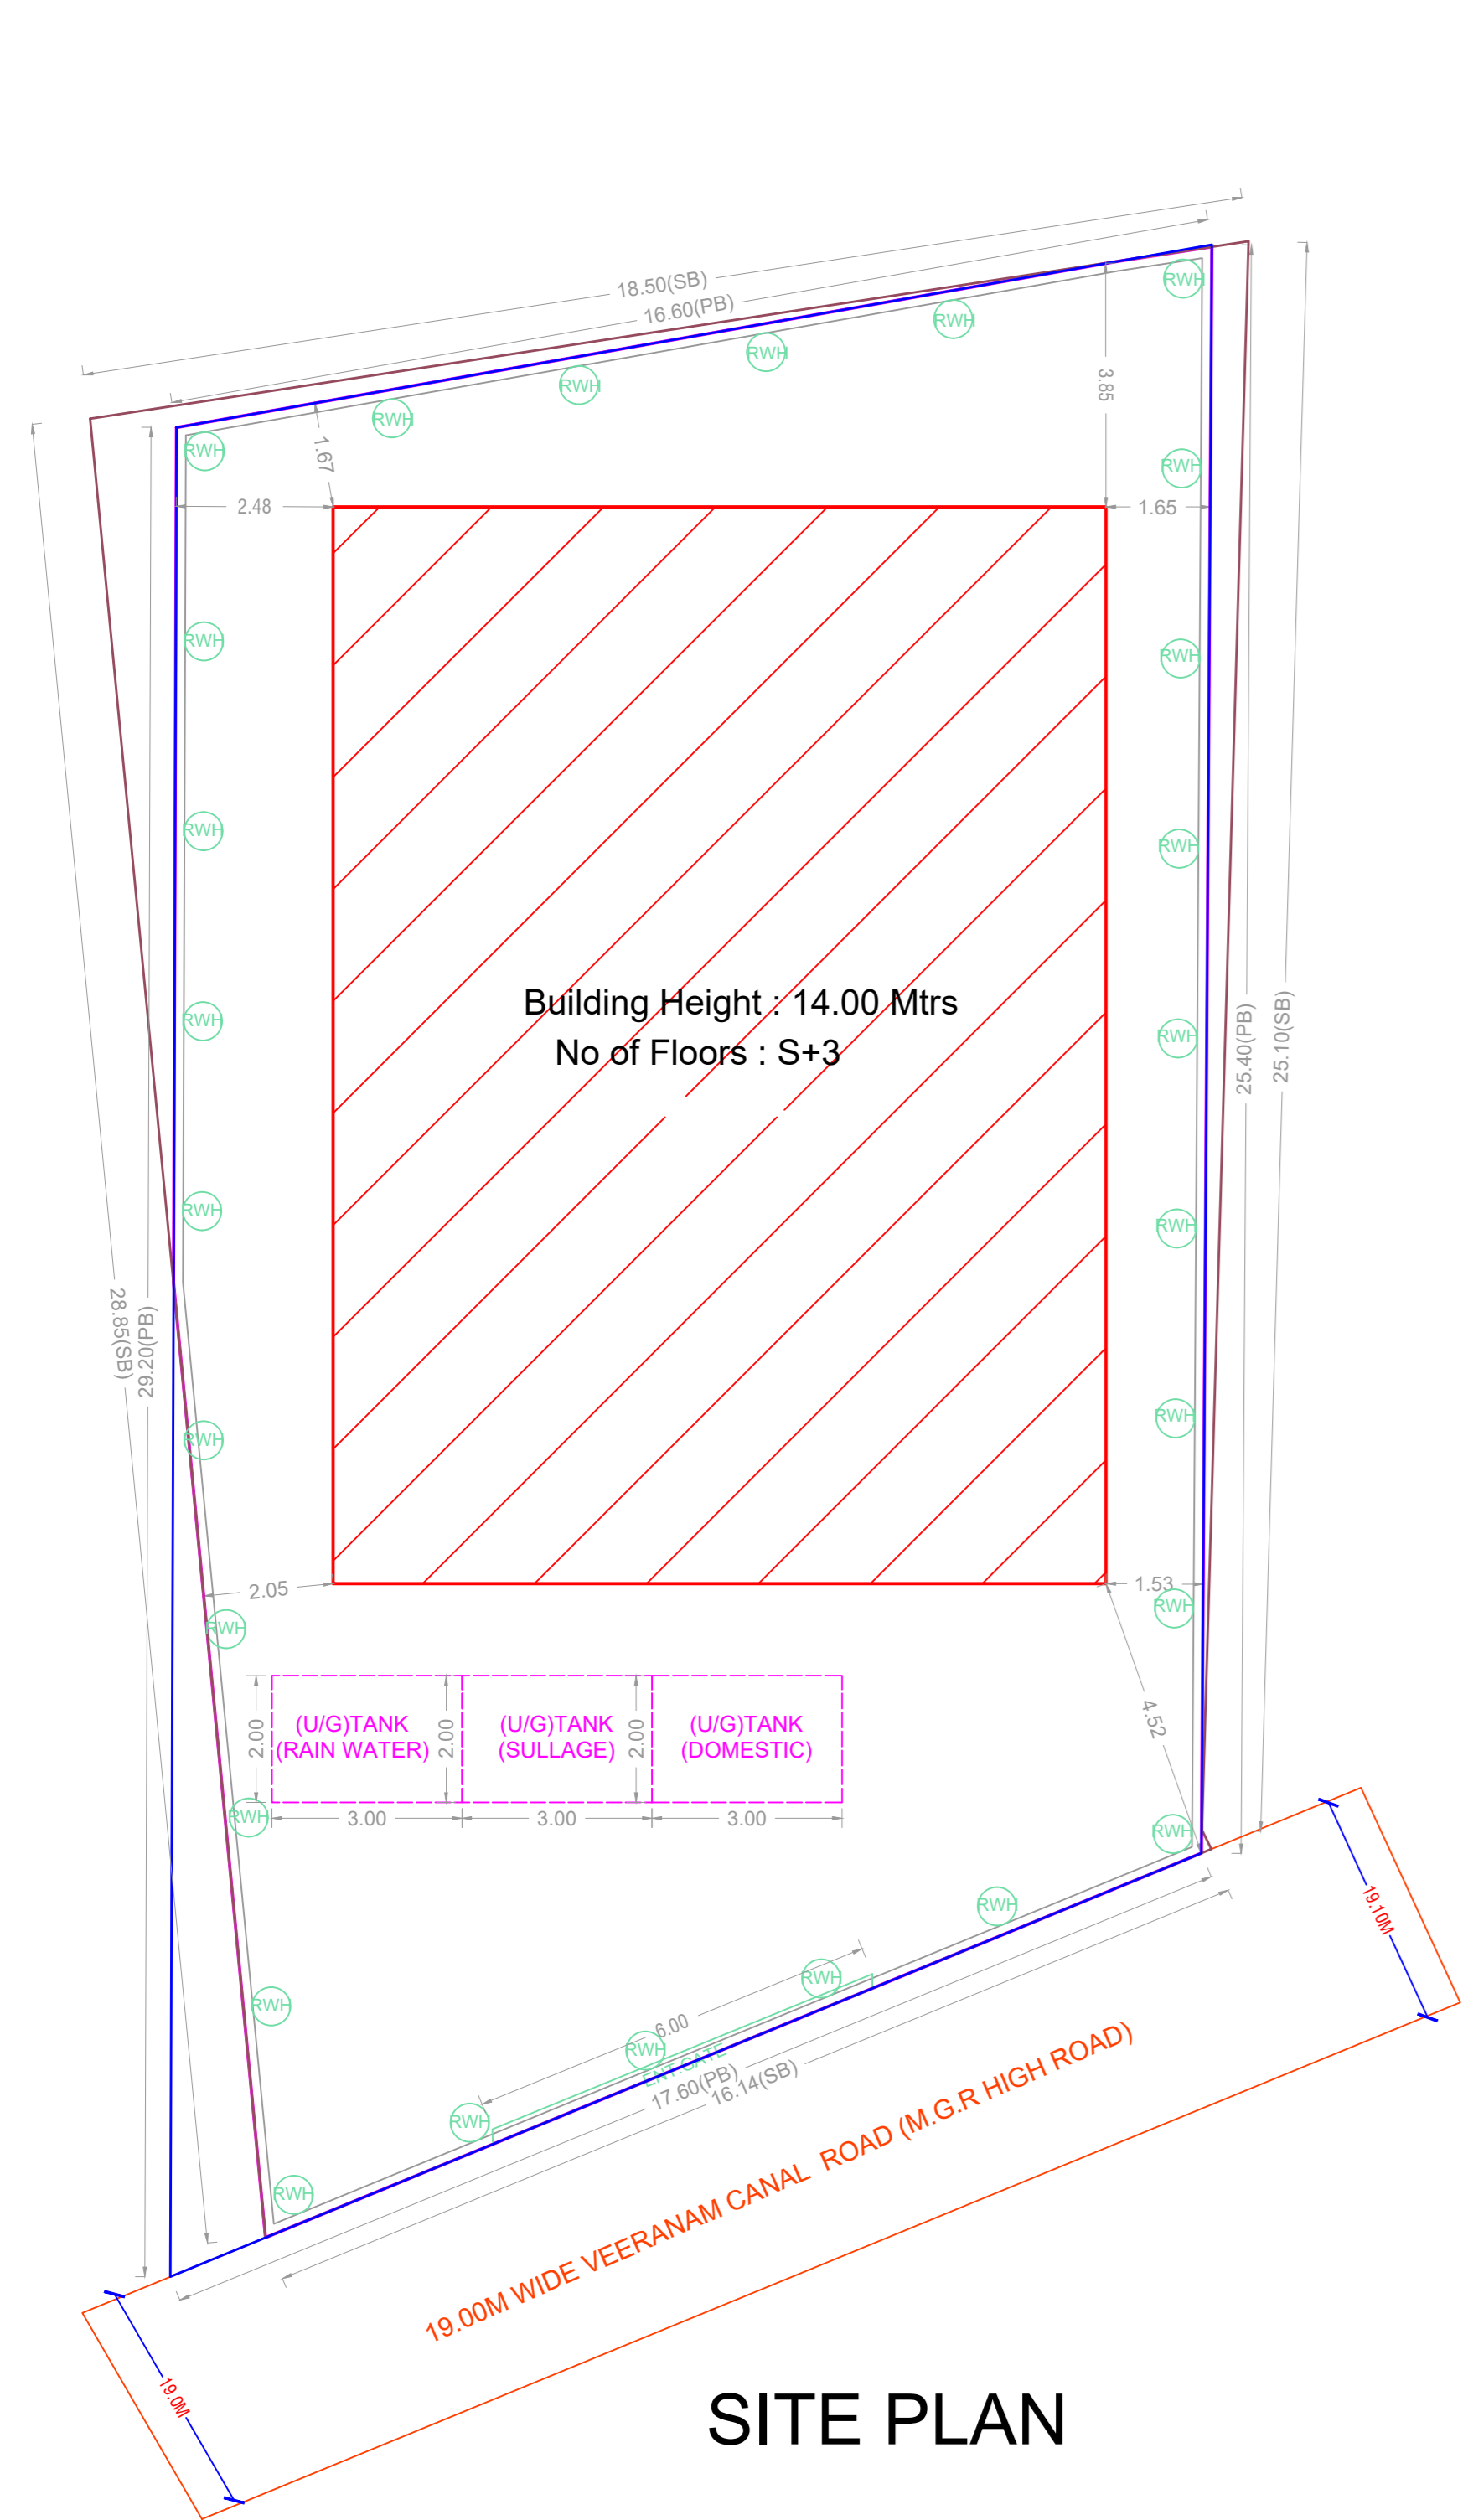 18.50(SB)
16.60(PB)
RWH
RWH
RWH
RWH
RWH
RWH
3.85
1.67
2.48
1.65
RWH
RWH
RWH
RWH
RWH
RWH
Building Height : 14.00 Mtrs
No of Floors : S+3
RWH
RWH
25.40(PB)
25.10(SB)
RWH
RWH
28.85(SB)
29.20(PB)
RWH
RWH
2.05
1.53
RWH
RWH
4.52
2.00
(U/G)TANK
(RAIN WATER)
2.00
(U/G)TANK
(SULLAGE)
2.00
(U/G)TANK
(DOMESTIC)
3.00
3.00
3.00
RWH
RWH
RWH
19.10M
RWH
RWH
6.00
RWH
ENT.GATE
17.60(PB)
16.14(SB)
RWH
RWH
19.00M WIDE VEERANAM CANAL ROAD (M.G.R HIGH ROAD)
19.0M
SITE PLAN